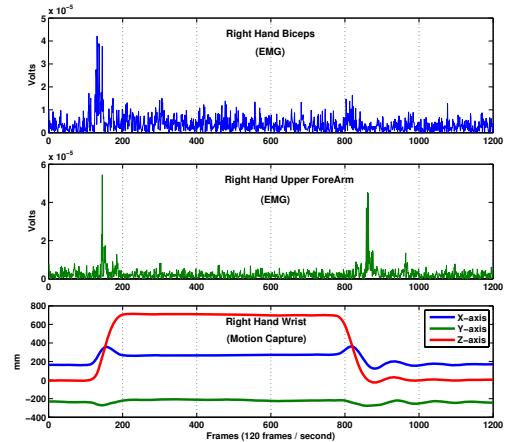 x 10⁻⁵
5
4
3
2
1
0
Volts
Right Hand Biceps
(EMG)
0 200 400 600 800 1000 1200
x 10⁻⁵
6
4
2
0
Volts
Right Hand Upper ForeArm
(EMG)
0 200 400 600 800 1000 1200
800
600
400
200
0
−200
−400
mm
Right Hand Wrist
(Motion Capture)
X−axis
Y−axis
Z−axis
0 200 400 600 800 1000 1200
Frames (120 frames / second)